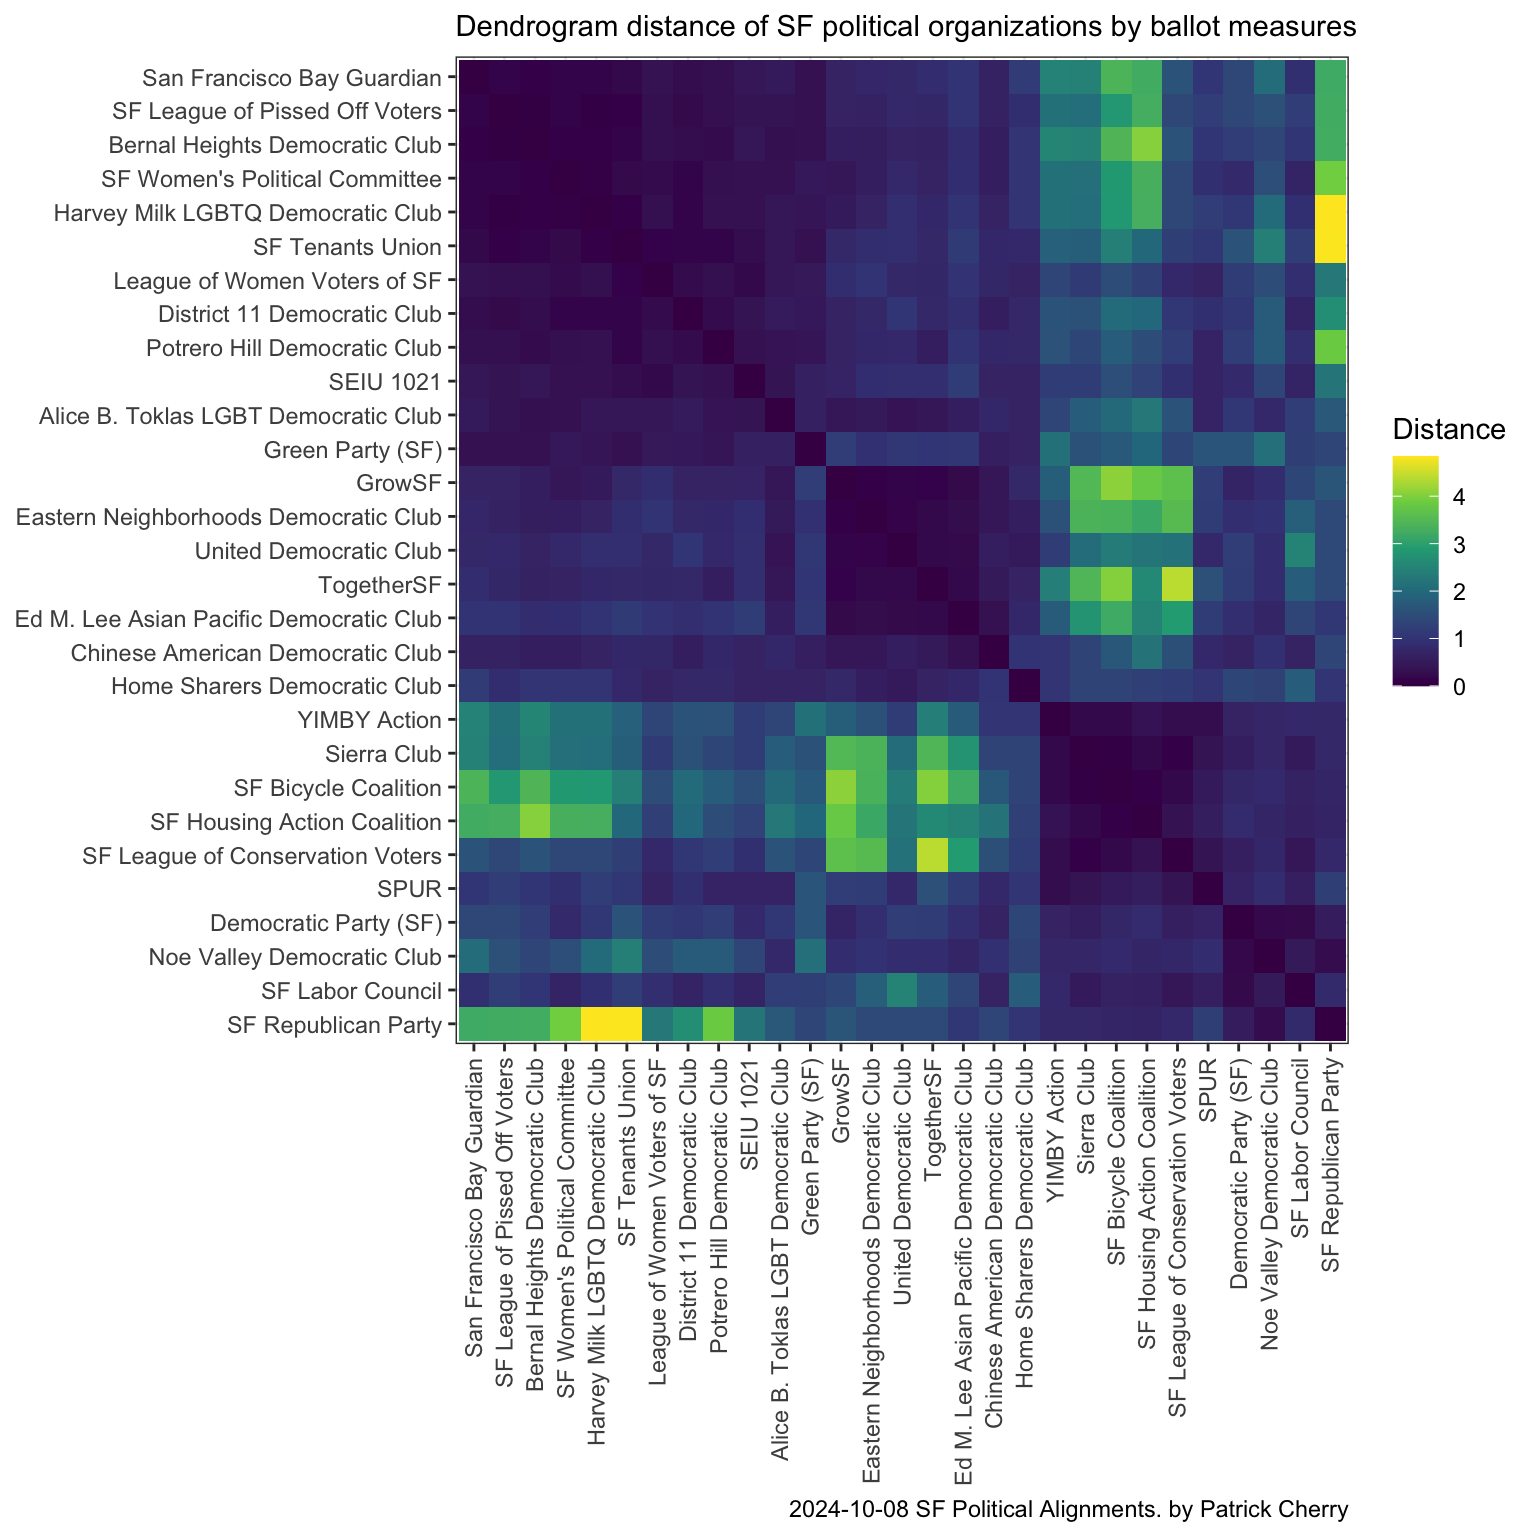 Dendrogram distance of SF political organizations by ballot measures
San Francisco Bay Guardian
SF League of Pissed Off Voters
Bernal Heights Democratic Club
SF Women's Political Committee
Harvey Milk LGBTQ Democratic Club
SF Tenants Union
League of Women Voters of SF
District 11 Democratic Club
Potrero Hill Democratic Club
SEIU 1021
Alice B. Toklas LGBT Democratic Club
Green Party (SF)
GrowSF
Eastern Neighborhoods Democratic Club
United Democratic Club
TogetherSF
Ed M. Lee Asian Pacific Democratic Club
Chinese American Democratic Club
Home Sharers Democratic Club
YIMBY Action
Sierra Club
SF Bicycle Coalition
SF Housing Action Coalition
SF League of Conservation Voters
SPUR
Democratic Party (SF)
Noe Valley Democratic Club
SF Labor Council
SF Republican Party
San Francisco Bay Guardian
SF League of Pissed Off Voters
Bernal Heights Democratic Club
SF Women's Political Committee
Harvey Milk LGBTQ Democratic Club
SF Tenants Union
League of Women Voters of SF
District 11 Democratic Club
Potrero Hill Democratic Club
SEIU 1021
Alice B. Toklas LGBT Democratic Club
Green Party (SF)
GrowSF
Eastern Neighborhoods Democratic Club
United Democratic Club
TogetherSF
Ed M. Lee Asian Pacific Democratic Club
Chinese American Democratic Club
Home Sharers Democratic Club
YIMBY Action
Sierra Club
SF Bicycle Coalition
SF Housing Action Coalition
SF League of Conservation Voters
SPUR
Democratic Party (SF)
Noe Valley Democratic Club
SF Labor Council
SF Republican Party
Distance
4
3
2
1
0
2024-10-08 SF Political Alignments. by Patrick Cherry